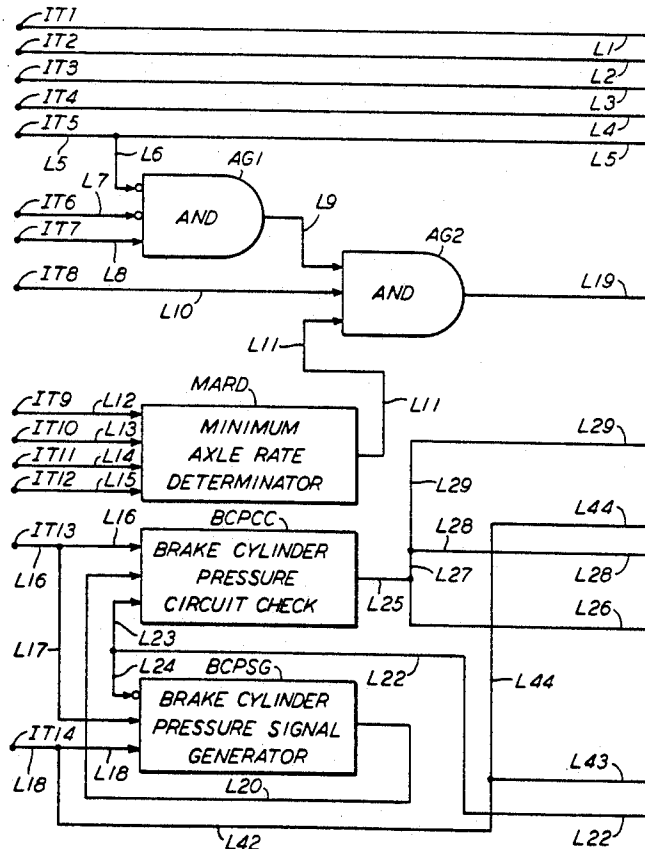 IT1
L1
IT2
L2
IT3
L3
IT4
L4
IT5
L5
L6
L5
AG1
L7
IT6
AND
L9
IT7
L8
AG2
IT8
L10
AND
L19
L11
L11
MARD
IT9
L12
MINIMUM
IT10
L13
AXLE RATE
IT11
L14
DETERMINATOR
IT12
L15
L29
L29
BCPCC
IT13
L16
L16
BRAKE CYLINDER
PRESSURE
CIRCUIT CHECK
L25
L28
L27
L44
L28
L26
L17
L23
L24
BCPSG
L22
L44
BRAKE CYLINDER
PRESSURE SIGNAL
GENERATOR
IT14
L18
L18
L20
L43
L42
L22